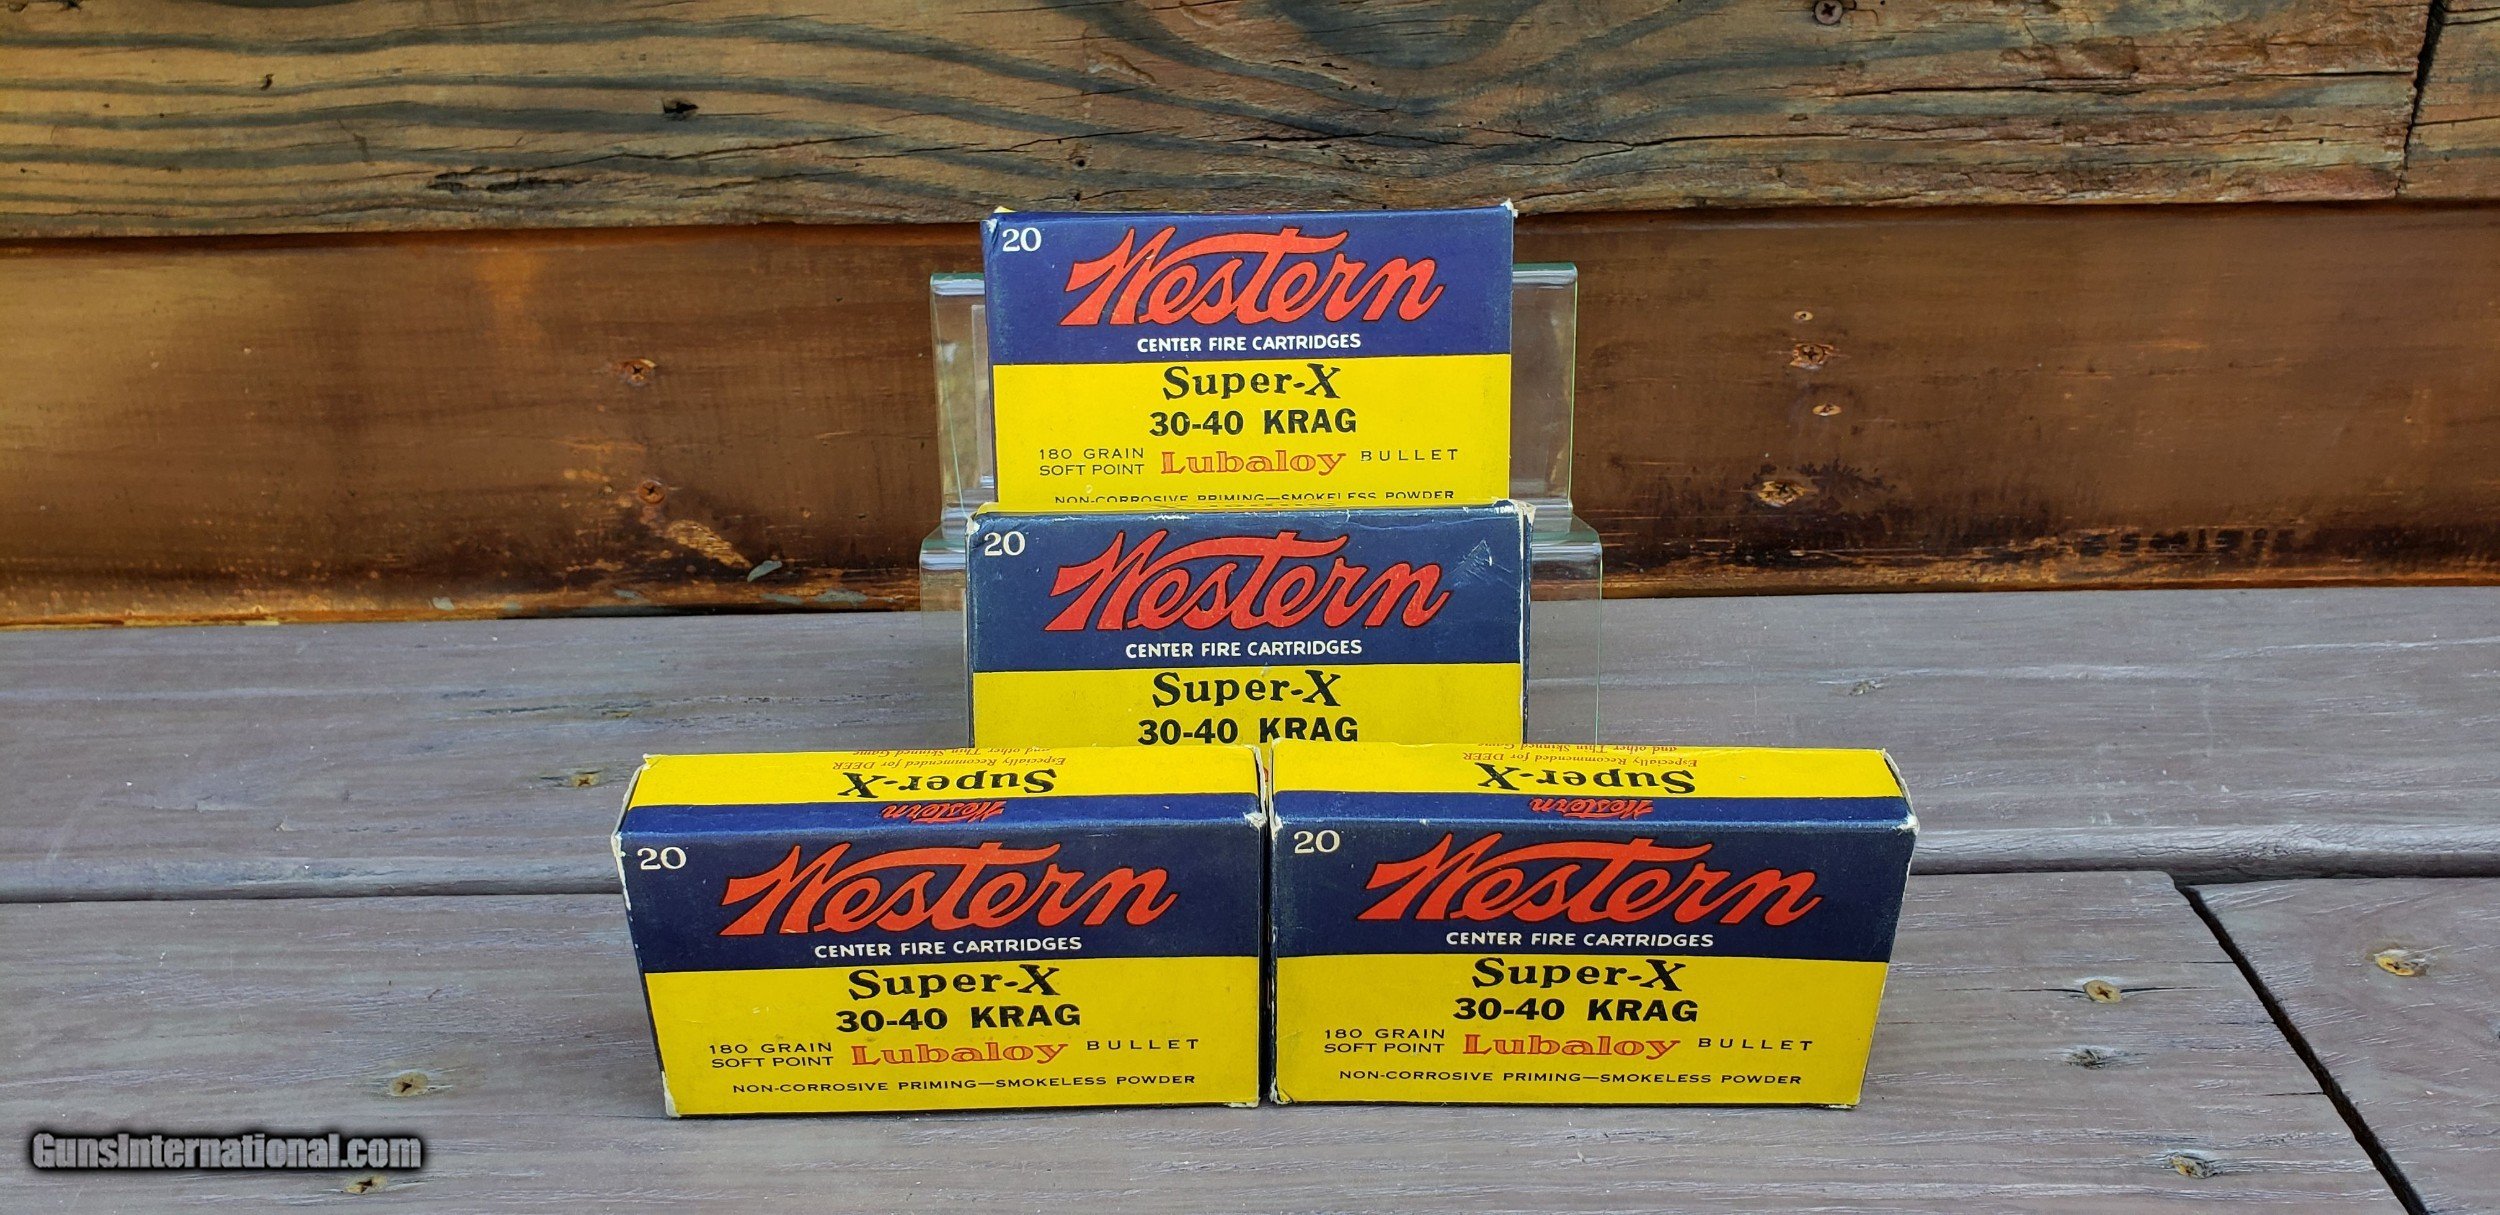 20
Western
CENTER FIRE CARTRIDGES
Super-X
30-40 KRAG
180 GRAIN
SOFT POINT
Lubaloy
BULLET
NON-CORROSIVE PRIMING—SMOKELESS POWDER
20
Western
CENTER FIRE CARTRIDGES
Super-X
30-40 KRAG
and other Thin Skinned Game
Especially Recommended for DEER
Super-X
Western
20
Western
CENTER FIRE CARTRIDGES
Super-X
30-40 KRAG
180 GRAIN
SOFT POINT
Lubaloy
BULLET
NON-CORROSIVE PRIMING—SMOKELESS POWDER
and other Thin Skinned Game
Especially Recommended for DEER
Super-X
Western
20
Western
CENTER FIRE CARTRIDGES
Super-X
30-40 KRAG
180 GRAIN
SOFT POINT
Lubaloy
BULLET
NON-CORROSIVE PRIMING—SMOKELESS POWDER
GunsInternational.com